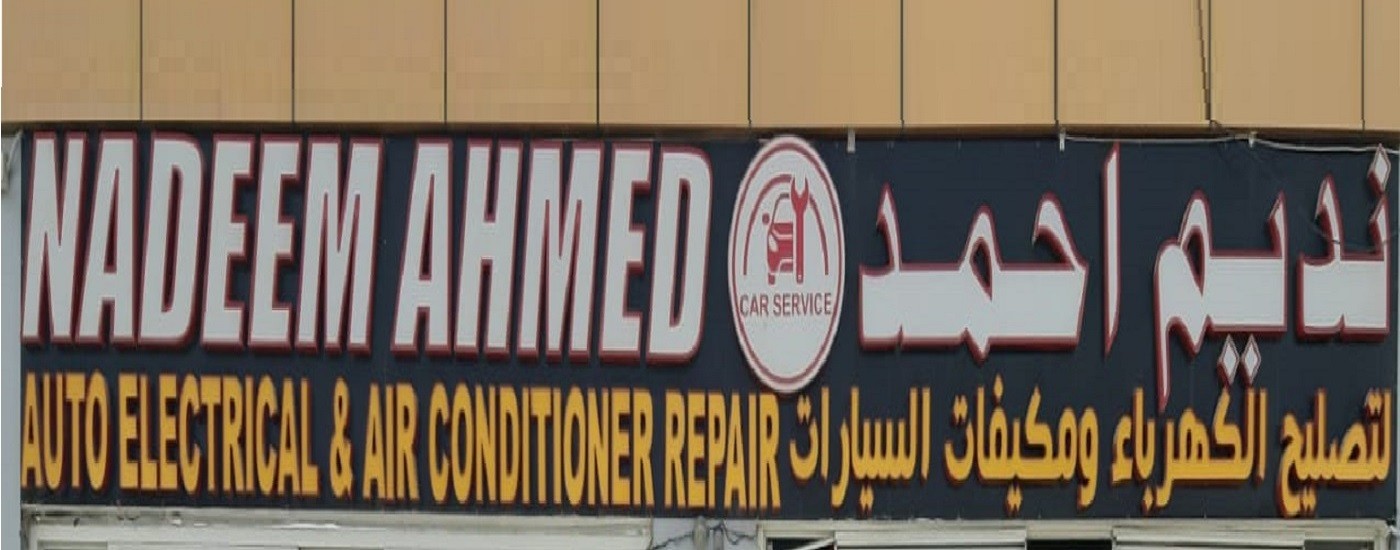 NADEEM AHMED
CAR SERVICE
نديم احمد
AUTO ELECTRICAL & AIR CONDITIONER REPAIR
لتصليح الكهرباء ومكيفات السيارات